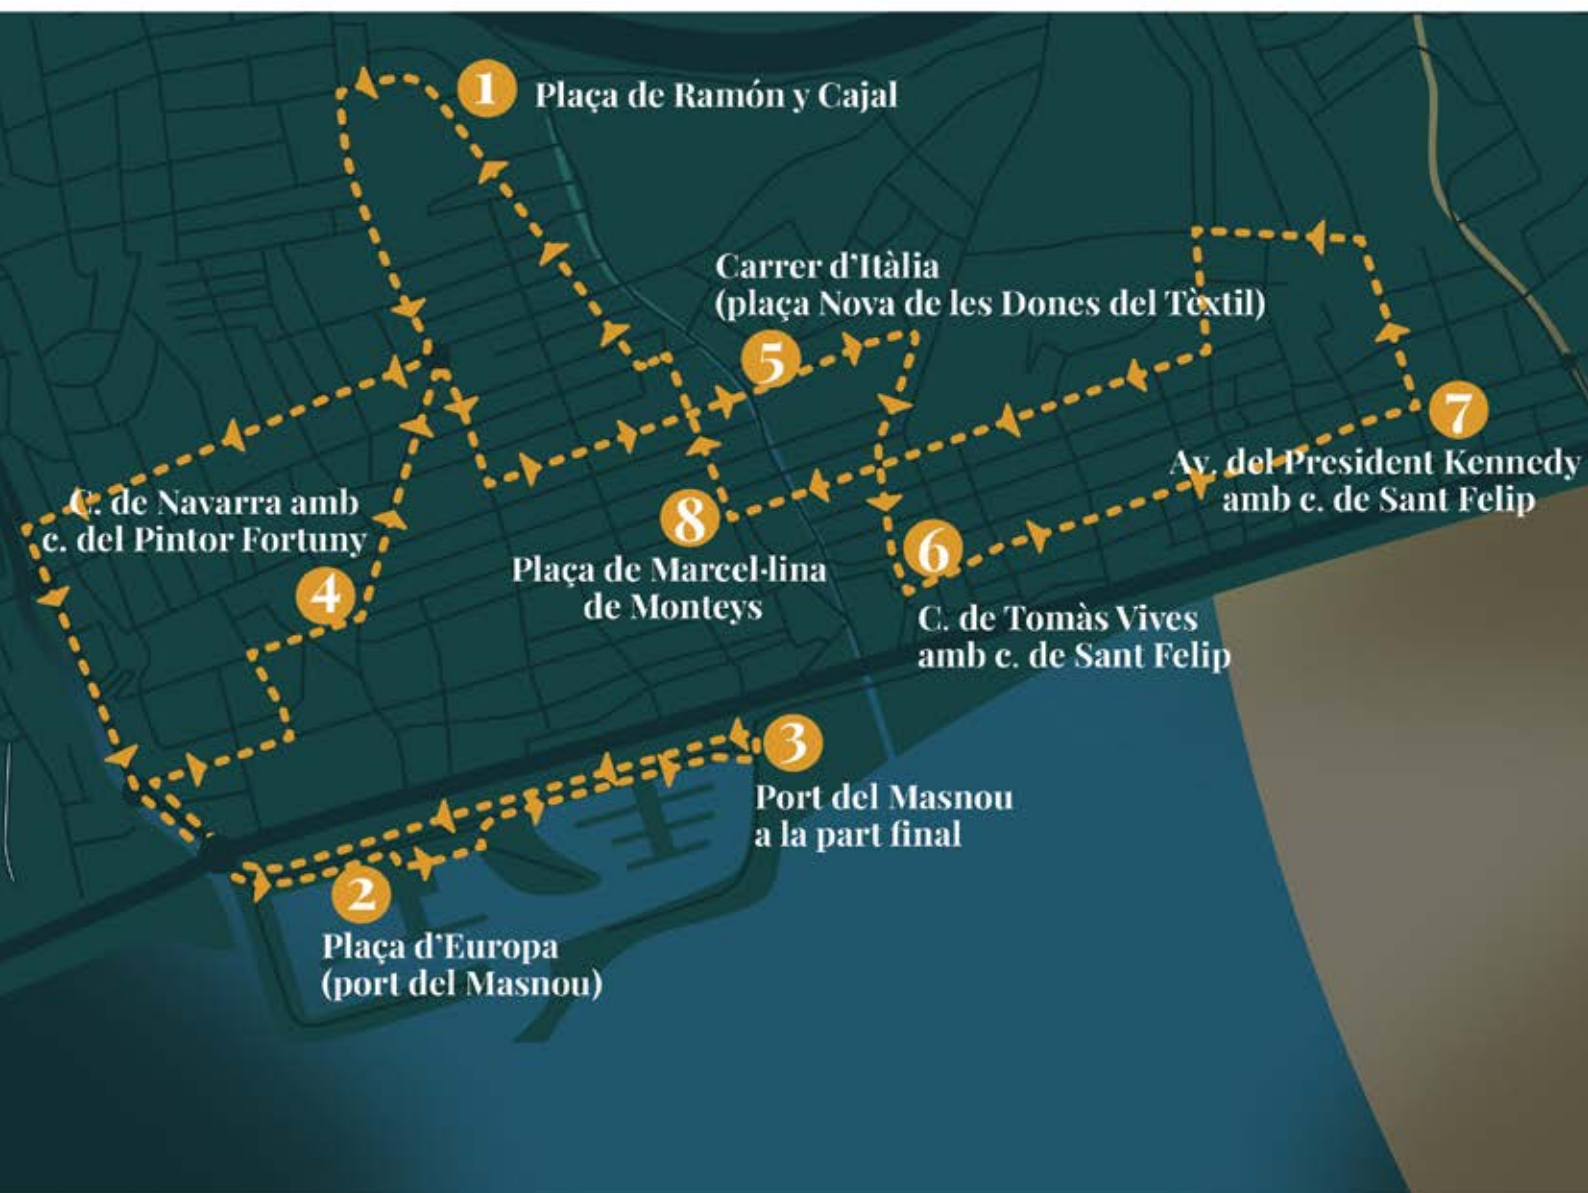 1
Plaça de Ramón y Cajal
Carrer d'Itàlia
(plaça Nova de les Dones del Tèxtil)
5
7
Av. del President Kennedy
amb c. de Sant Felip
C. de Navarra amb
c. del Pintor Fortuny
4
8
Plaça de Marcel·lina
de Monteys
6
C. de Tomàs Vives
amb c. de Sant Felip
3
Port del Masnou
a la part final
2
Plaça d'Europa
(port del Masnou)